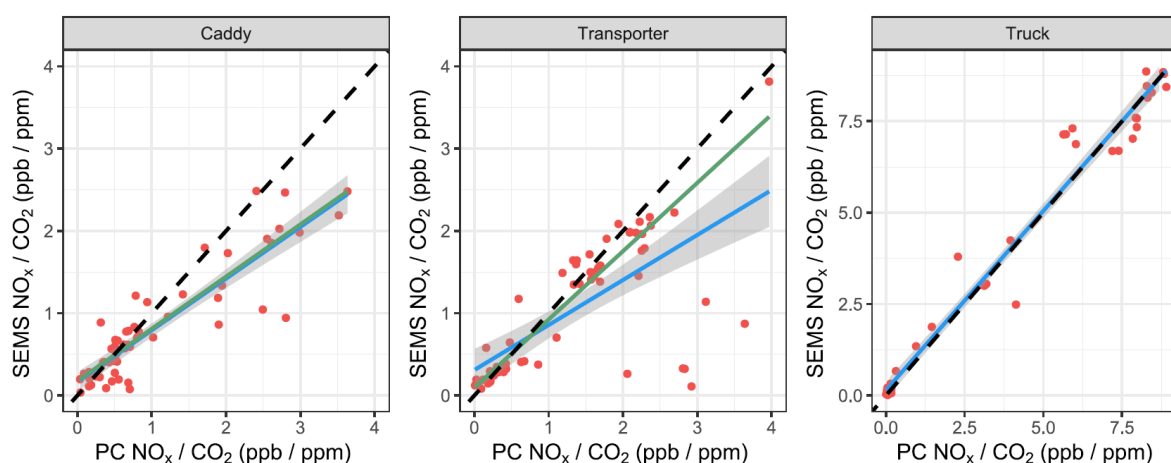 Caddy
SEMS NOx / CO2 (ppb / ppm)
4
3
2
1
0
0 1 2 3 4
PC NOx / CO2 (ppb / ppm)
Transporter
SEMS NOx / CO2 (ppb / ppm)
4
3
2
1
0
0 1 2 3 4
PC NOx / CO2 (ppb / ppm)
Truck
SEMS NOx / CO2 (ppb / ppm)
7.5
5.0
2.5
0.0
0.0 2.5 5.0 7.5
PC NOx / CO2 (ppb / ppm)